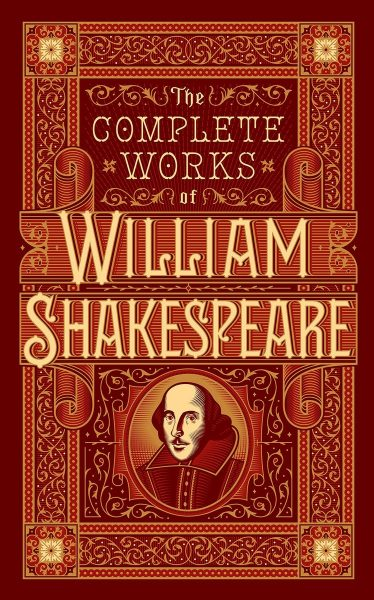 The
COMPLETE
WORKS
of
WILLIAM
SHAKESPEARE